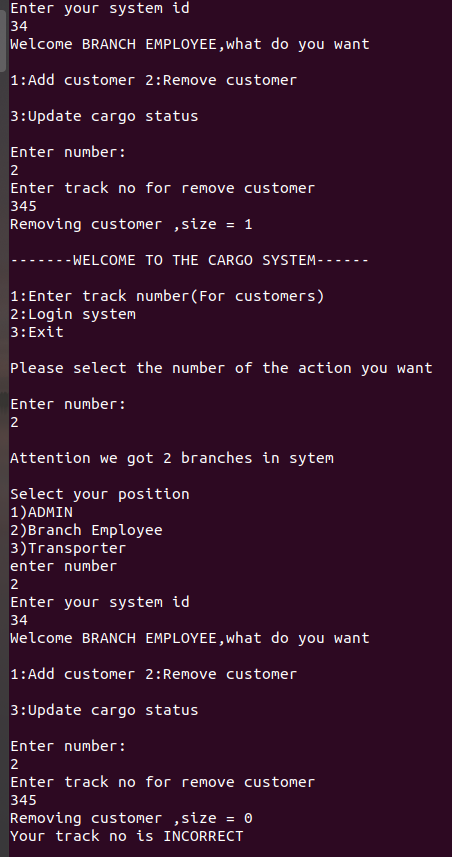 Enter your system id
34
Welcome BRANCH EMPLOYEE,what do you want
1:Add customer 2:Remove customer
3:Update cargo status
Enter number:
2
Enter track no for remove customer
345
Removing customer ,size = 1
-------WELCOME TO THE CARGO SYSTEM------
1:Enter track number(For customers)
2:Login system
3:Exit
Please select the number of the action you want
Enter number:
2
Attention we got 2 branches in sytem
Select your position
1)ADMIN
2)Branch Employee
3)Transporter
enter number
2
Enter your system id
34
Welcome BRANCH EMPLOYEE,what do you want
1:Add customer 2:Remove customer
3:Update cargo status
Enter number:
2
Enter track no for remove customer
345
Removing customer ,size = 0
Your track no is INCORRECT